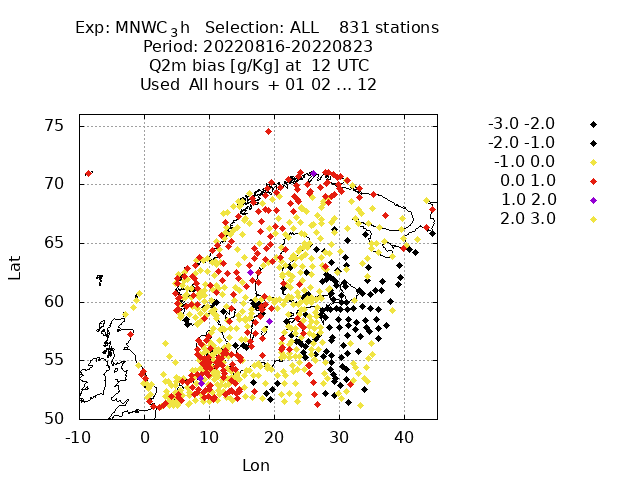 Exp: MNWC_3h   Selection: ALL    831 stations
Period: 20220816-20220823
Q2m bias [g/Kg] at  12 UTC
Used  All hours  + 01 02 ... 12
-3.0 -2.0
-2.0 -1.0
-1.0 0.0
0.0 1.0
1.0 2.0
2.0 3.0
75
70
65
60
55
50
Lat
-10 0 10 20 30 40
Lon